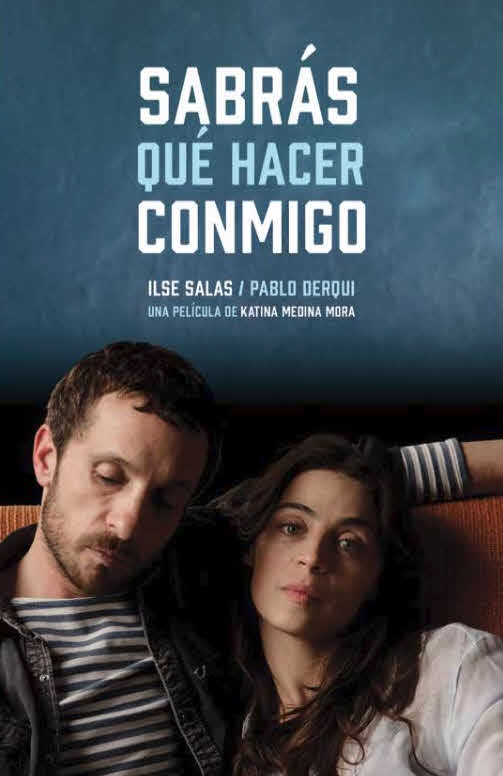 SABRÁS
QUÉ HACER
CONMIGO
ILSE SALAS / PABLO DERQUI
UNA PELÍCULA DE KATINA MEDINA MORA